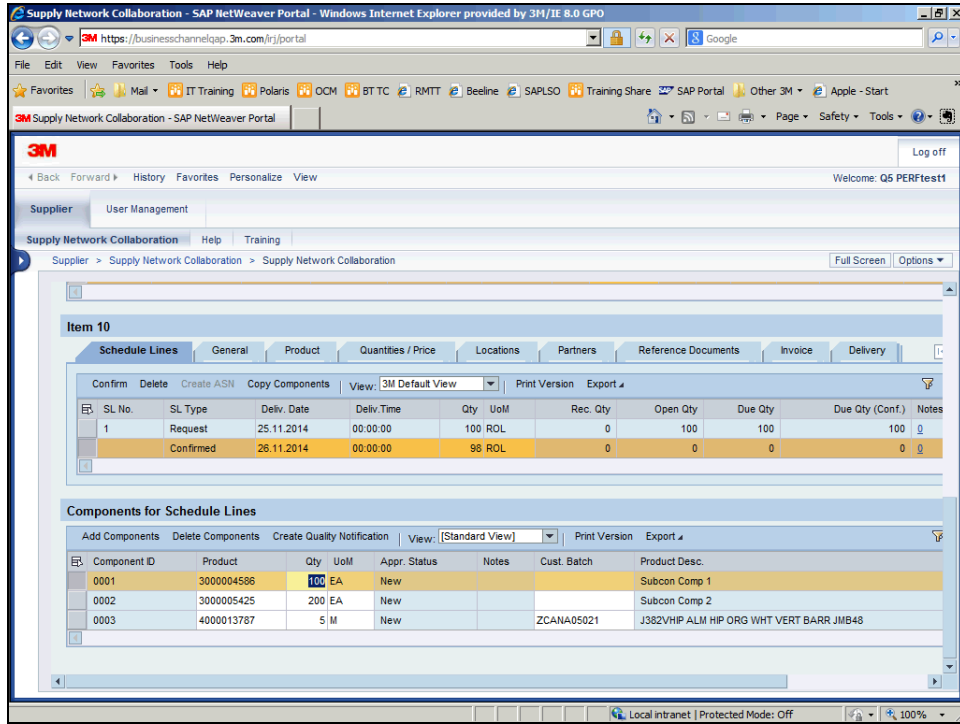 Supply Network Collaboration - SAP NetWeaver Portal - Windows Internet Explorer provided by 3M/IE 8.0 GPO
3M https://businesschannelqap.3m.com/irj/portal Google
File Edit View Favorites Tools Help
Favorites Mail IT Training Polaris OCM BT TC RMTT Beeline SAPLSO Training Share SAP Portal Other 3M Apple - Start
3M Supply Network Collaboration - SAP NetWeaver Portal Page Safety Tools
3M Log off
Back Forward History Favorites Personalize View Welcome: Q5 PERFtest1
Supplier User Management
Supply Network Collaboration Help Training
Supplier > Supply Network Collaboration > Supply Network Collaboration Full Screen Options
Item 10
Schedule Lines General Product Quantities / Price Locations Partners Reference Documents Invoice Delivery
Confirm Delete Create ASN Copy Components View: 3M Default View Print Version Export
SL No. SL Type Deliv. Date Deliv.Time Qty UoM Rec. Qty Open Qty Due Qty Due Qty (Conf.) Notes
1 Request 25.11.2014 00:00:00 100 ROL 0 100 100 100 0
Confirmed 26.11.2014 00:00:00 98 ROL 0 0 0 0 0
Components for Schedule Lines
Add Components Delete Components Create Quality Notification View: [Standard View] Print Version Export
Component ID Product Qty UoM Appr. Status Notes Cust. Batch Product Desc.
0001 3000004586 100 EA New Subcon Comp 1
0002 3000005425 200 EA New Subcon Comp 2
0003 4000013787 5 M New ZCANA05021 J382VHIP ALM HIP ORG WHT VERT BARR JMB48
Local intranet | Protected Mode: Off 100%